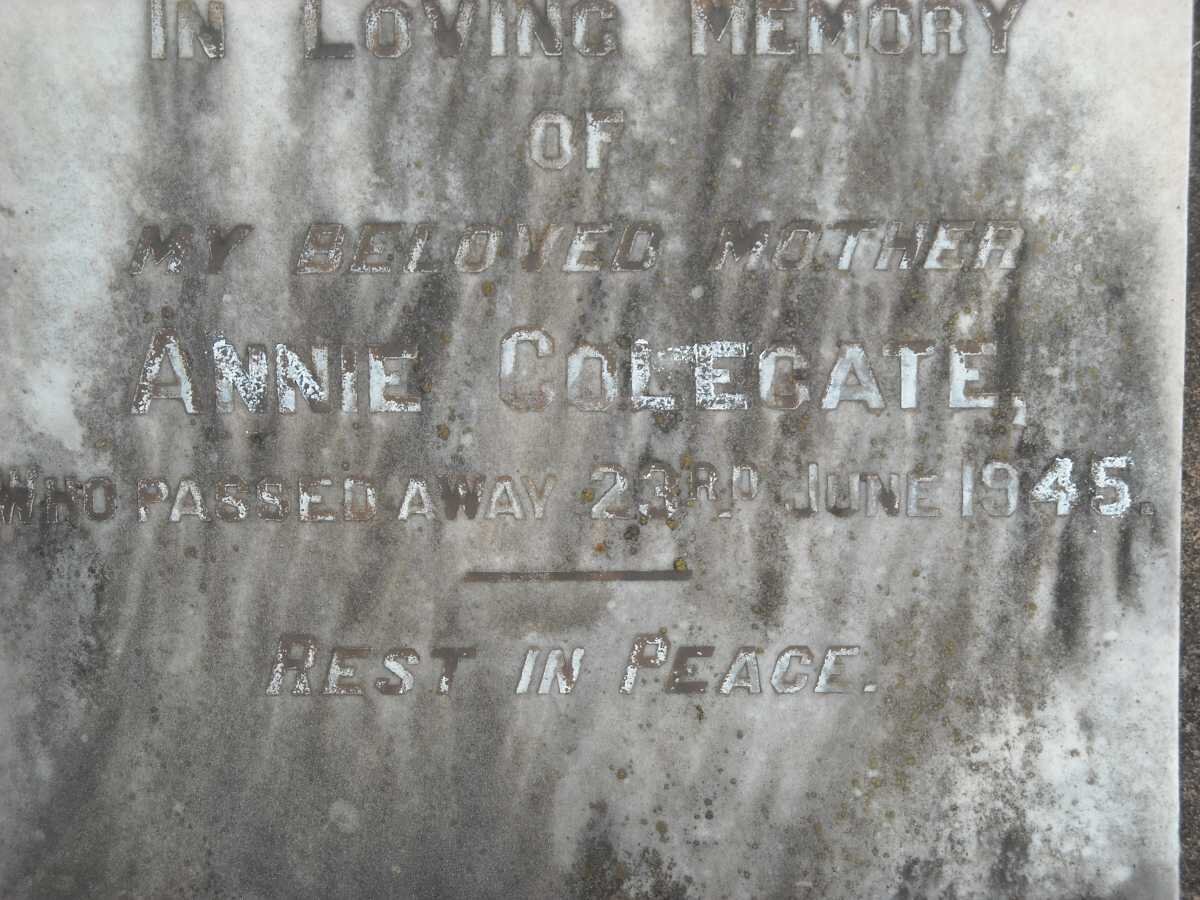 IN LOVING MEMORY
OF
MY BELOVED MOTHER
ANNIE COLEGATE,
WHO PASSED AWAY 23RD JUNE 1945.
REST IN PEACE.